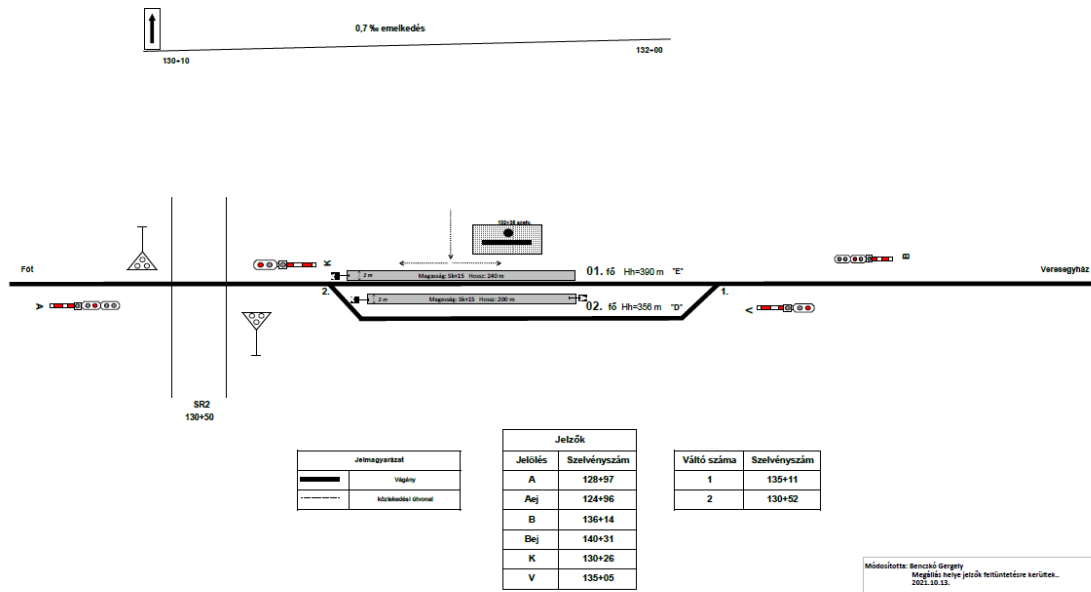 0,7 ‰ emelkedés
130+10
132+00
Fót
Veresegyház
A
K
B
V
2 m Magasság: Sk+15 Hossz: 240 m
01. fő Hh=390 m "E"
2.
1.
2 m Magasság: Sk+15 Hossz: 200 m
02. fő Hh=356 m "D"
SR2
130+50
Jelmagyarázat
Vágány
közlekedési útvonal
Jelzők
Jelölés Szelvényszám
A 128+97
Aej 124+96
B 136+14
Bej 140+31
K 130+26
V 135+05
Váltó száma Szelvényszám
1 135+11
2 130+52
Módosította: Bencskó Gergely
Megállás helye jelzők feltüntetésre kerültek..
2021.10.13.